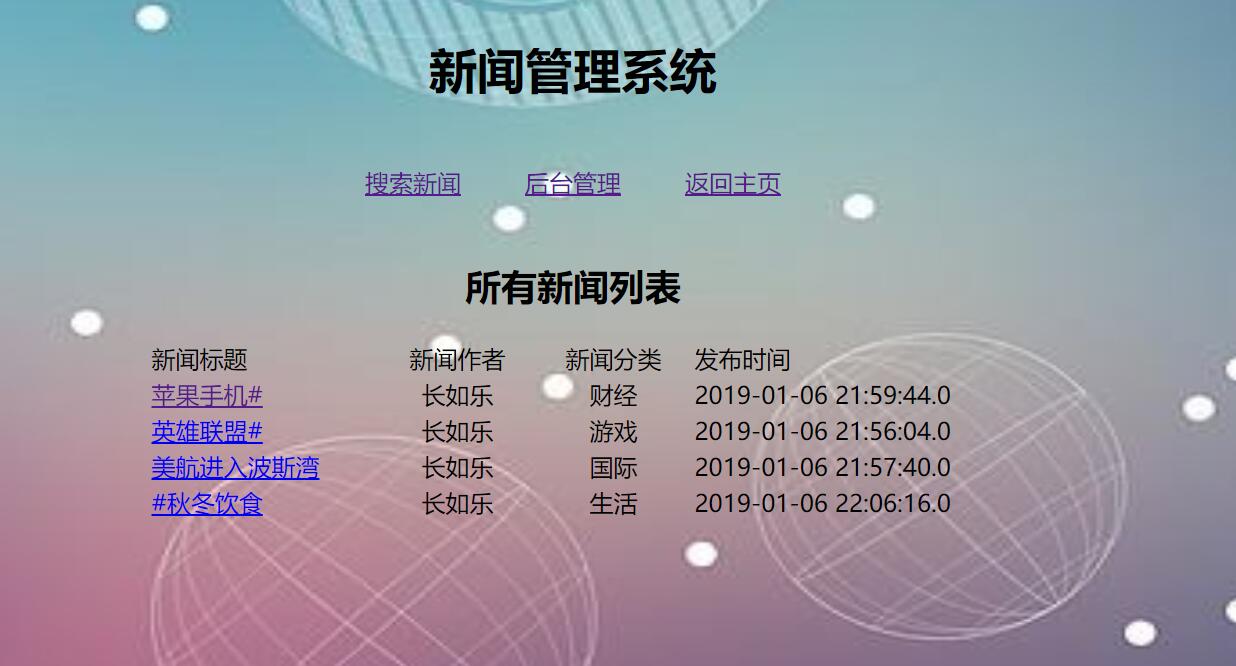 新闻管理系统
搜索新闻 后台管理 返回主页
所有新闻列表
新闻标题 新闻作者 新闻分类 发布时间
苹果手机# 长如乐 财经 2019-01-06 21:59:44.0
英雄联盟# 长如乐 游戏 2019-01-06 21:56:04.0
美航进入波斯湾 长如乐 国际 2019-01-06 21:57:40.0
#秋冬饮食 长如乐 生活 2019-01-06 22:06:16.0